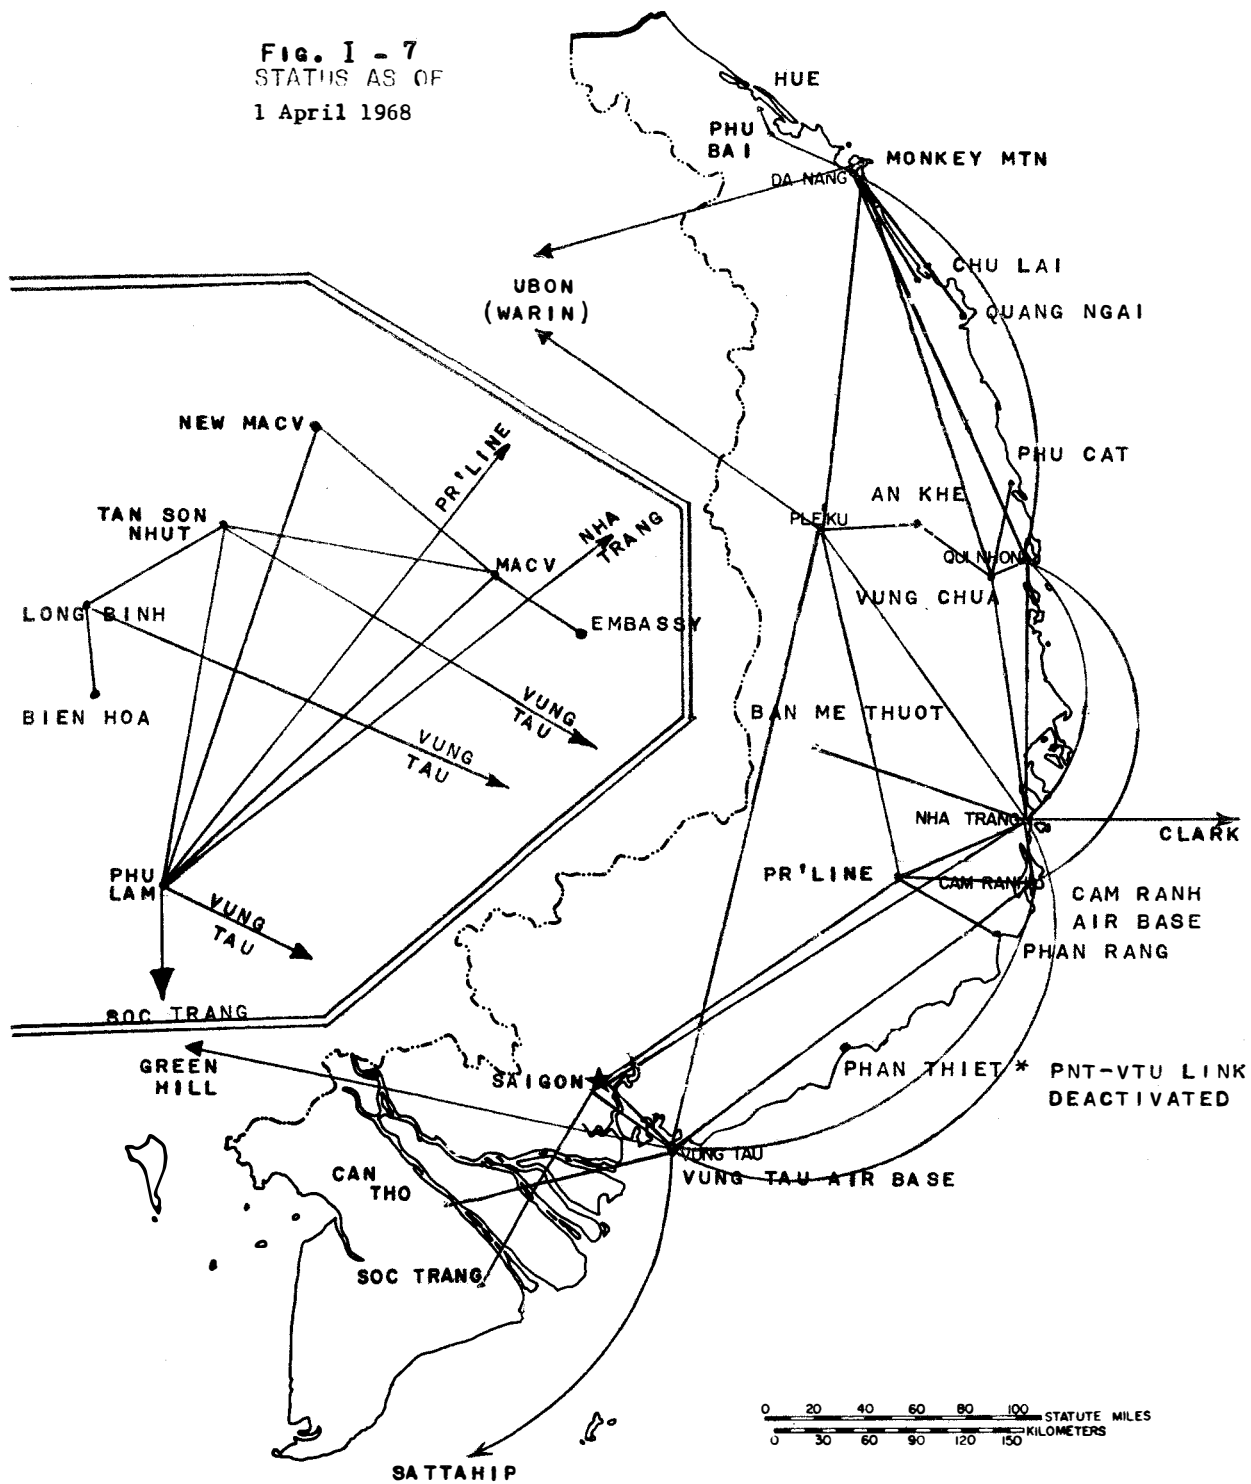 FIG. I - 7
STATUS AS OF
1 April 1968
HUE
PHU
BAI
MONKEY MTN
DA NANG
CHU LAI
UBON
(WARIN)
QUANG NGAI
NEW MACV
PR'LINE
PHU CAT
AN KHE
TAN SON
NHUT
NHA
TRANG
PLEIKU
MACV
QUI NHON
VUNG CHUA
LONG BINH
EMBASSY
BIEN HOA
VUNG
TAU
VUNG
TAU
BAN ME THUOT
NHA TRANG
CLARK
PHU
LAM
PR'LINE
CAM RANH
CAM RANH
AIR BASE
VUNG
TAU
PHAN RANG
SOC TRANG
GREEN
HILL
SAIGON
PHAN THIET * PNT-VTU LINK
DEACTIVATED
VUNG TAU
VUNG TAU AIR BASE
CAN
THO
SOC TRANG
0 20 40 60 80 100 STATUTE MILES
0 30 60 90 120 150 KILOMETERS
SATTAHIP